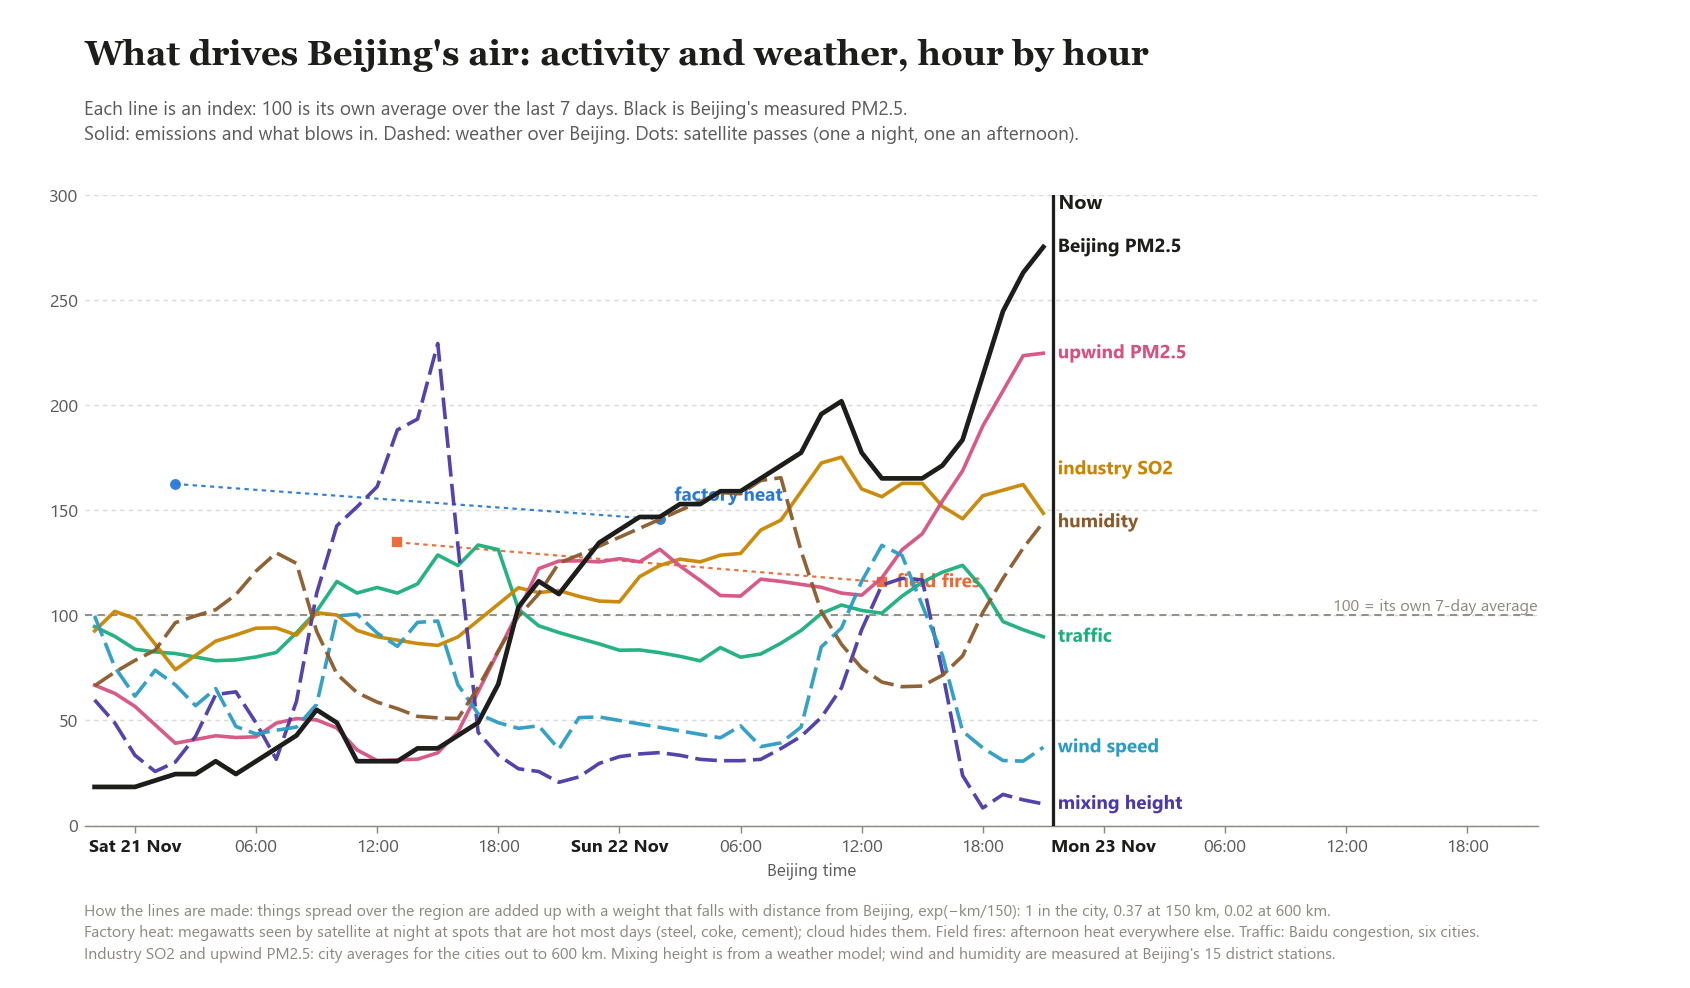 What drives Beijing's air: activity and weather, hour by hour
Each line is an index: 100 is its own average over the last 7 days. Black is Beijing's measured PM2.5.
Solid: emissions and what blows in. Dashed: weather over Beijing. Dots: satellite passes (one a night, one an afternoon).
300
250
200
150
100
50
0
Now
Beijing PM2.5
upwind PM2.5
industry SO2
factory heat
humidity
field fires
100 = its own 7-day average
traffic
wind speed
mixing height
Sat 21 Nov 06:00 12:00 18:00 Sun 22 Nov 06:00 12:00 18:00 Mon 23 Nov 06:00 12:00 18:00
Beijing time
How the lines are made: things spread over the region are added up with a weight that falls with distance from Beijing, exp(−km/150): 1 in the city, 0.37 at 150 km, 0.02 at 600 km.
Factory heat: megawatts seen by satellite at night at spots that are hot most days (steel, coke, cement); cloud hides them. Field fires: afternoon heat everywhere else. Traffic: Baidu congestion, six cities.
Industry SO2 and upwind PM2.5: city averages for the cities out to 600 km. Mixing height is from a weather model; wind and humidity are measured at Beijing's 15 district stations.